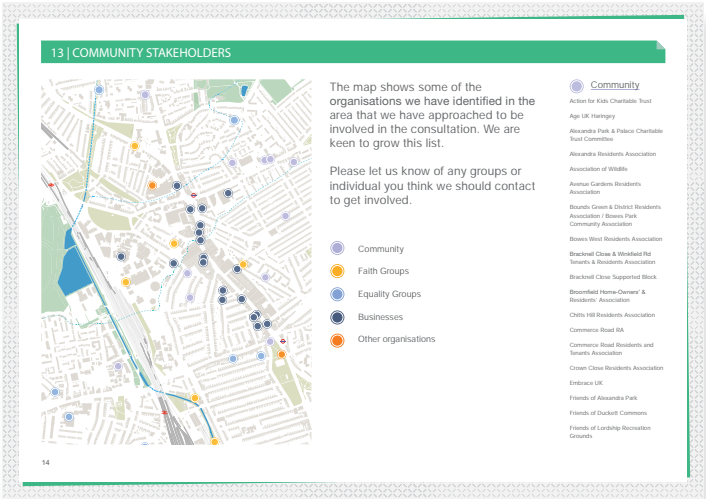 13 | COMMUNITY STAKEHOLDERS
The map shows some of the
organisations we have identified in the
area that we have approached to be
involved in the consultation. We are
keen to grow this list.
Please let us know of any groups or
individual you think we should contact
to get involved.
Community
Faith Groups
Equality Groups
Businesses
Other organisations
Community
Action for Kids Charitable Trust
Age UK Haringey
Alexandra Park & Palace Charitable
Trust Committee
Alexandra Residents Association
Association of Wildlife
Avenue Gardens Residents
Association
Bounds Green & District Residents
Association / Bowes Park
Community Association
Bowes West Residents Association
Bracknell Close & Winkfield Rd
Tenants & Residents Association
Bracknell Close Supported Block
Broomfield Home-Owners' &
Residents' Association
Chitts Hill Residents Association
Commerce Road RA
Commerce Road Residents and
Tenants Association
Crown Close Residents Association
Embrace UK
Friends of Alexandra Park
Friends of Duckett Commons
Friends of Lordship Recreation
Grounds
14